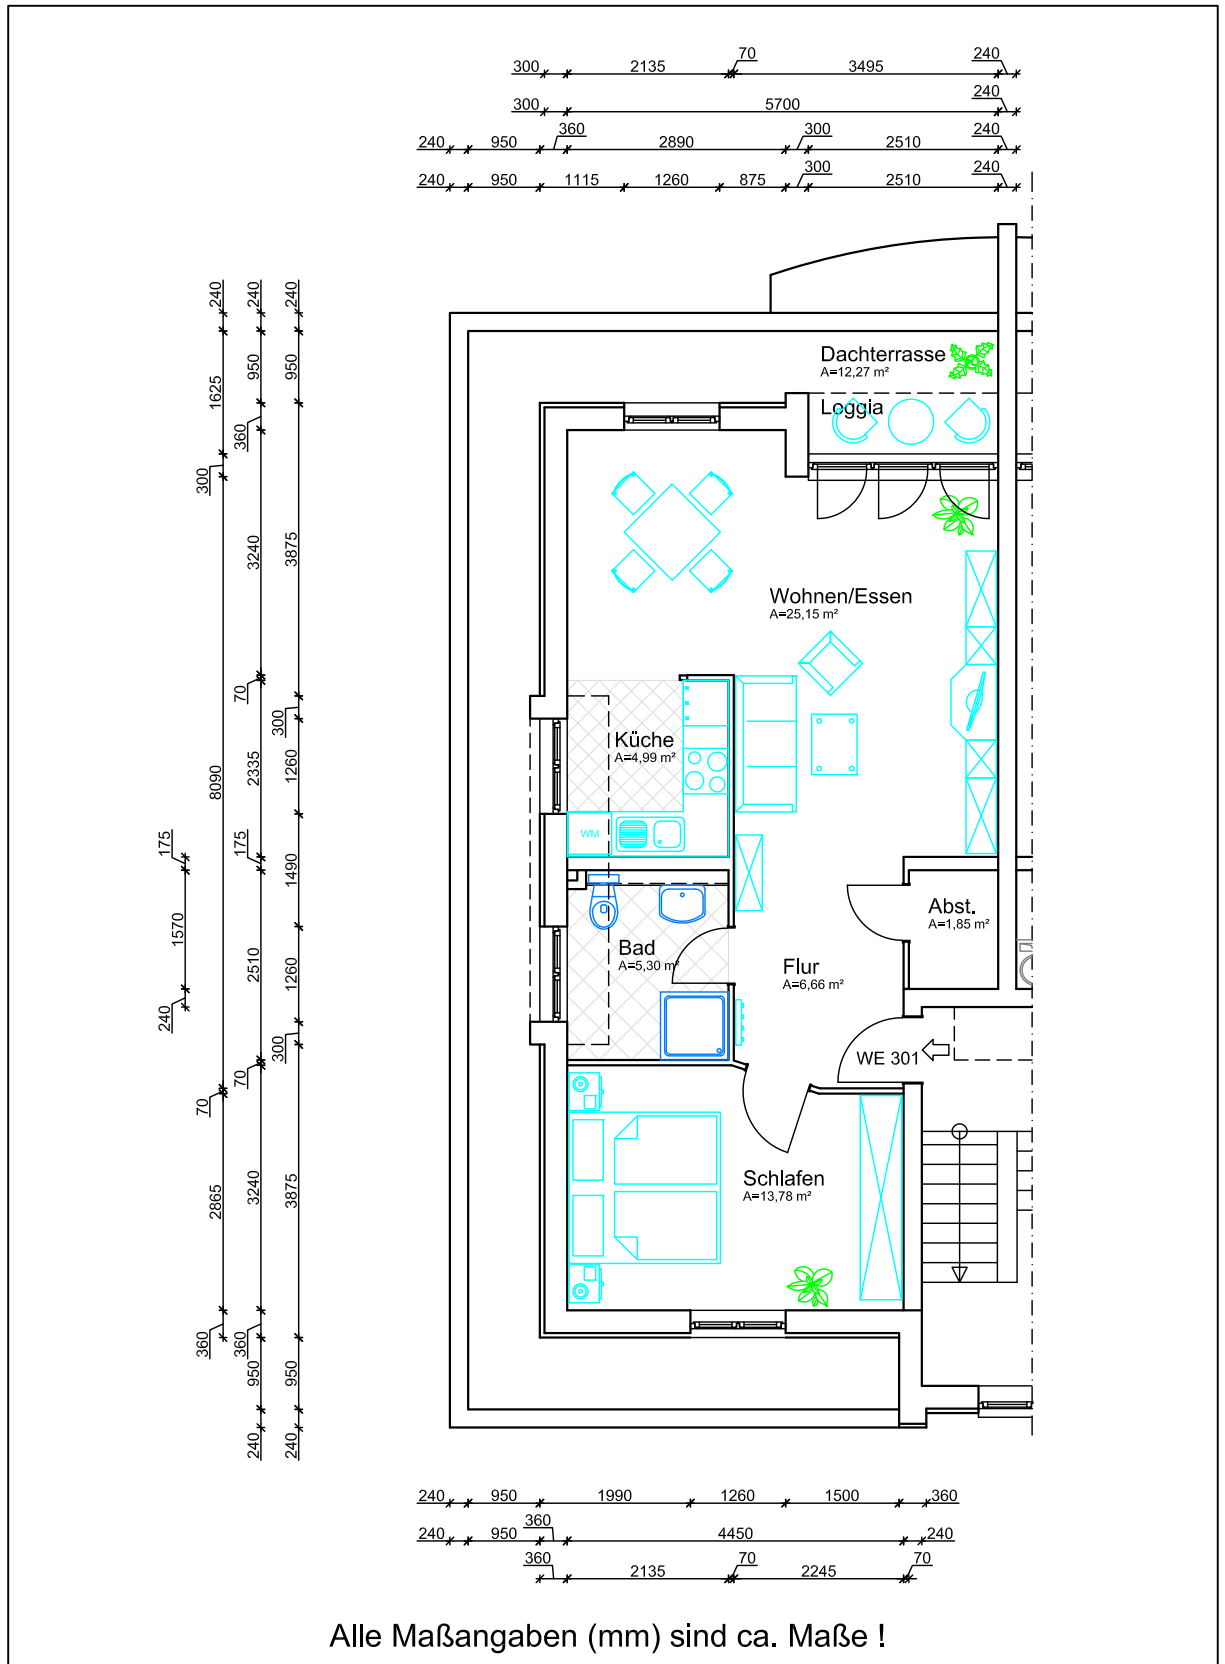 70
300 2135 3495 240
300 5700 240
240 950 360 2890 300 2510 240
240 950 1115 1260 875 300 2510 240
240 240 240
1625 950 950
360
300
3240 3875
70
300
8090 2335 1260
175 175
1490
1570 2510 1260
240
300
70 70
2865 3240 3875
360 360
950 950
240 240
Dachterrasse
A=12,27 m²
Loggia
Wohnen/Essen
A=25,15 m²
Küche
A=4,99 m²
WM
Abst.
A=1,85 m²
Bad
A=5,30 m²
Flur
A=6,66 m²
WE 301
Schlafen
A=13,78 m²
240 950 1990 1260 1500 360
240 950 360 4450 240
360 2135 70 2245 70
Alle Maßangaben (mm) sind ca. Maße !